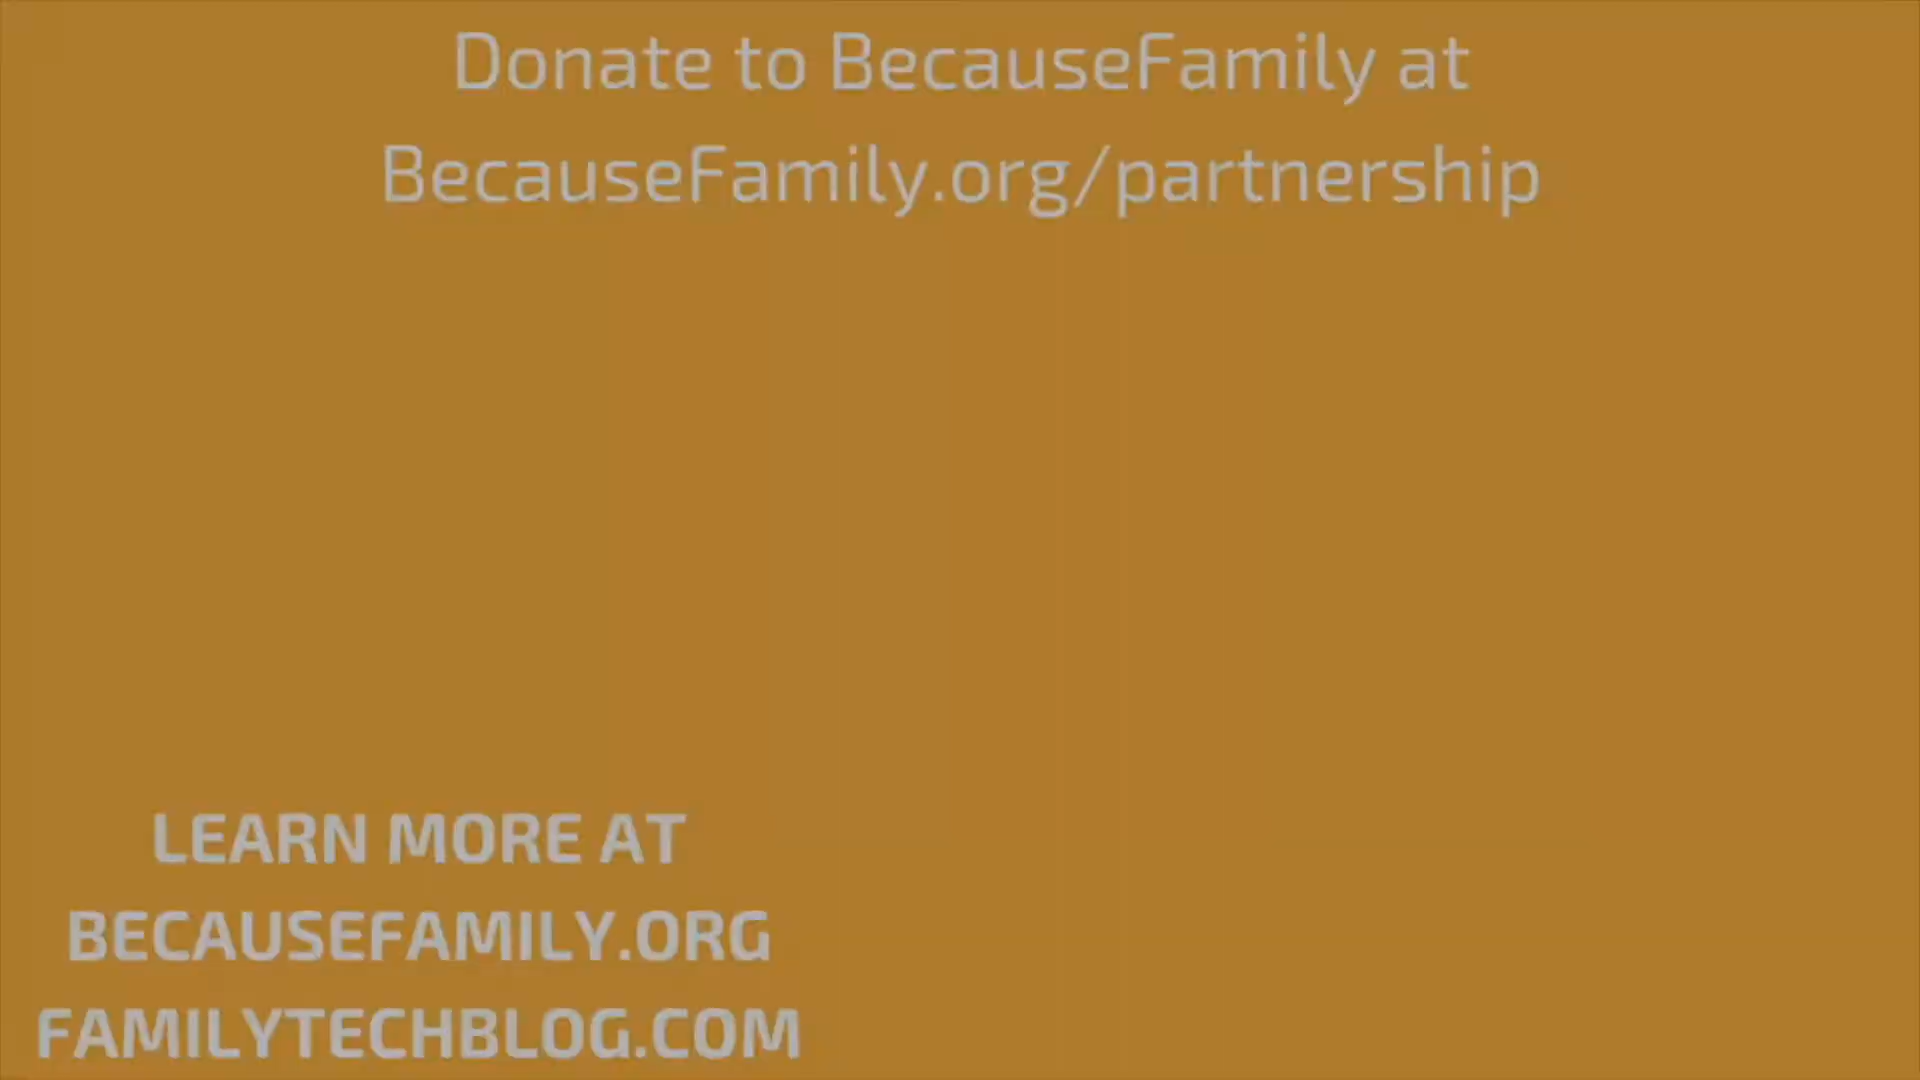 Donate to BecauseFamily at
BecauseFamily.org/partnership
LEARN MORE AT
BECAUSEFAMILY.ORG
FAMILYTECHBLOG.COM